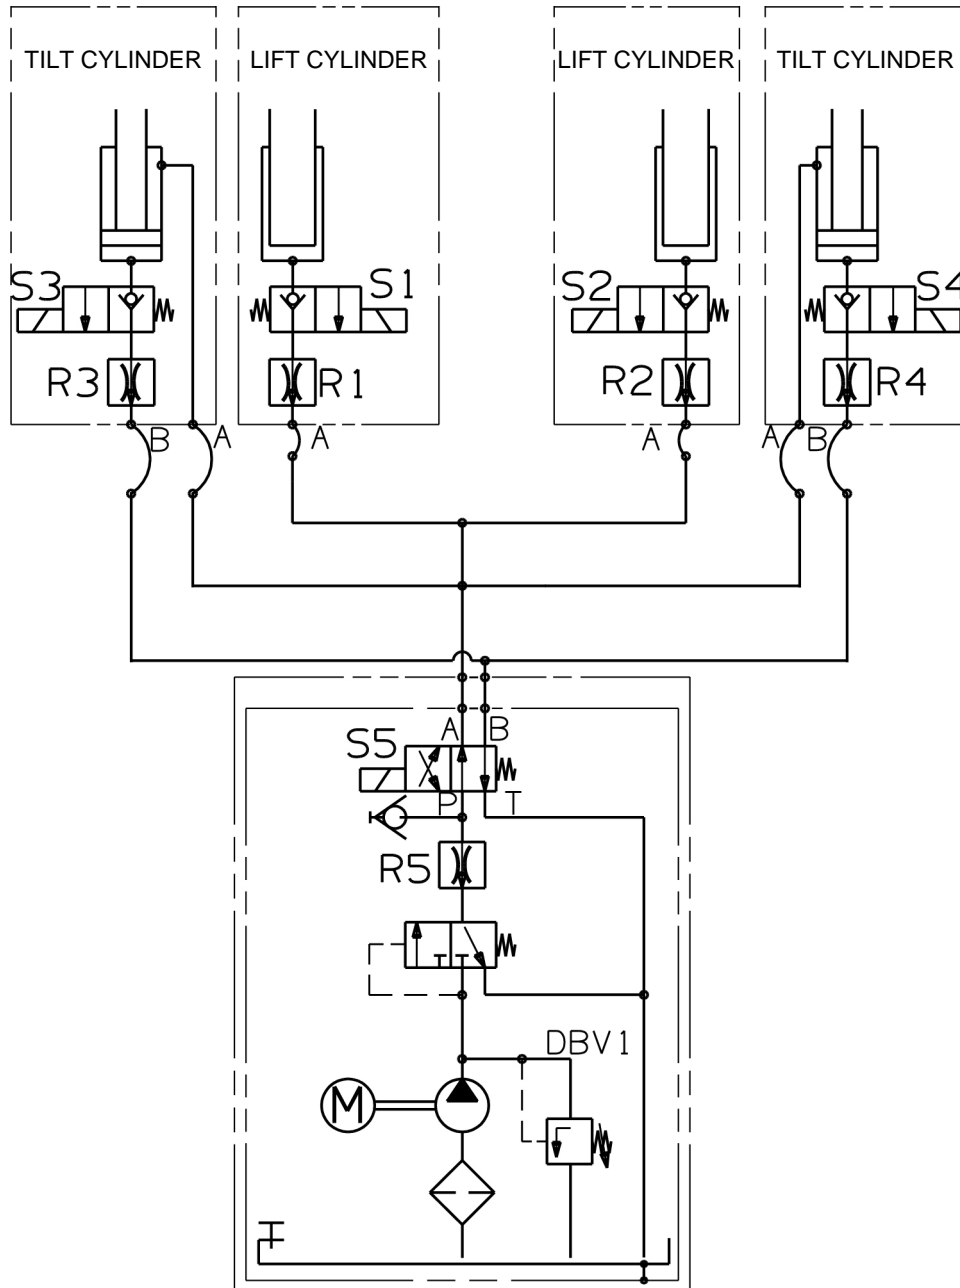 TILT CYLINDER
LIFT CYLINDER
LIFT CYLINDER
TILT CYLINDER
S3
S1
S2
S4
R3
R1
R2
R4
B
A
A
A
A
B
A
B
S5
P
T
R5
DBV1
M